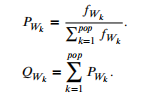 P_{W_k} = \frac{f_{W_k}}{\sum_{k=1}^{pop} f_{W_k}}.
Q_{W_k} = \sum_{k=1}^{pop} P_{W_k}.